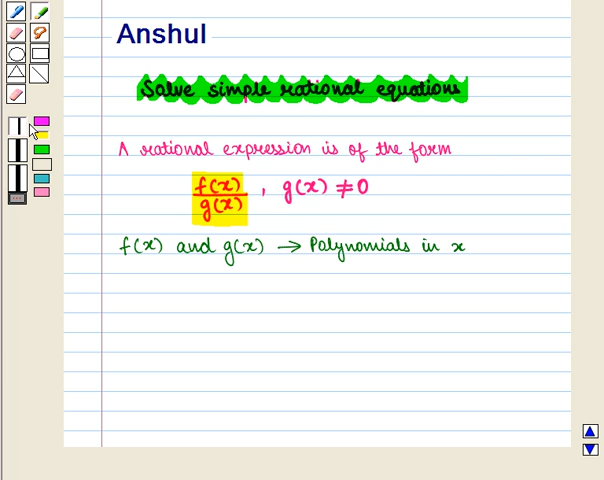 Anshul
Solve simple rational equations
A rational expression is of the form
f(x)/g(x) , g(x) ≠ 0
f(x) and g(x) → Polynomials in x